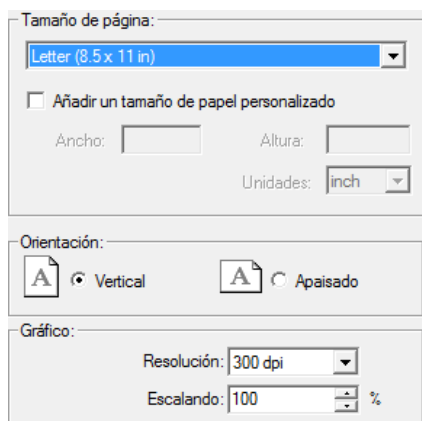 Tamaño de página:
Letter (8.5 x 11 in)
Añadir un tamaño de papel personalizado
Ancho: Altura:
Unidades: inch
Orientación:
A Vertical A Apaisado
Gráfico:
Resolución: 300 dpi
Escalando: 100 %